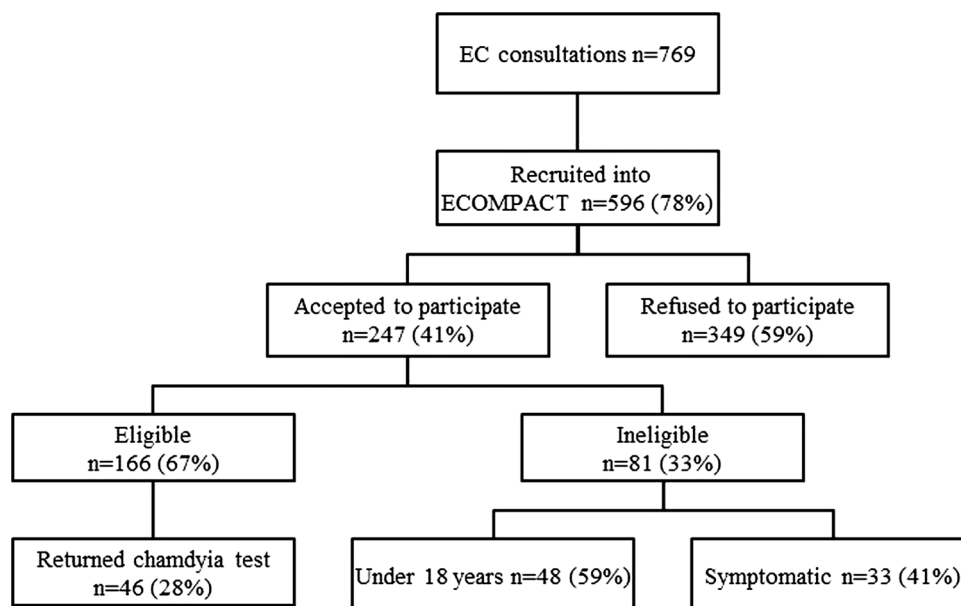 EC consultations n=769
Recruited into
ECOMPACT n=596 (78%)
Accepted to participate
n=247 (41%)
Refused to participate
n=349 (59%)
Eligible
n=166 (67%)
Ineligible
n=81 (33%)
Returned chamdyia test
n=46 (28%)
Under 18 years n=48 (59%)
Symptomatic n=33 (41%)